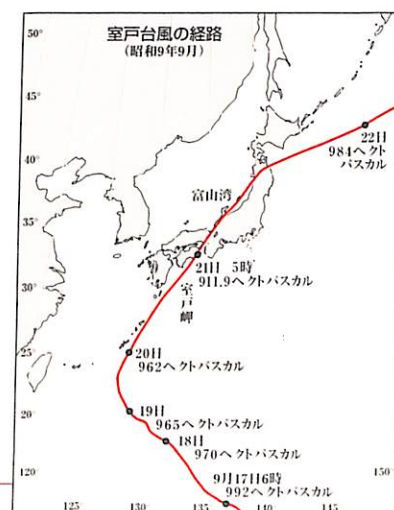 室戸台風の経路
(昭和9年9月)
50°
45°
40°
35°
30°
25°
20°
22日
984ヘクト
パスカル
富山湾
21日 5時
911.9ヘクトパスカル
室戸岬
20日
962ヘクトパスカル
19日
965ヘクトパスカル
18日
970ヘクトパスカル
9月17日6時
992ヘクトパスカル
120°
150°
125
130
135
140
145